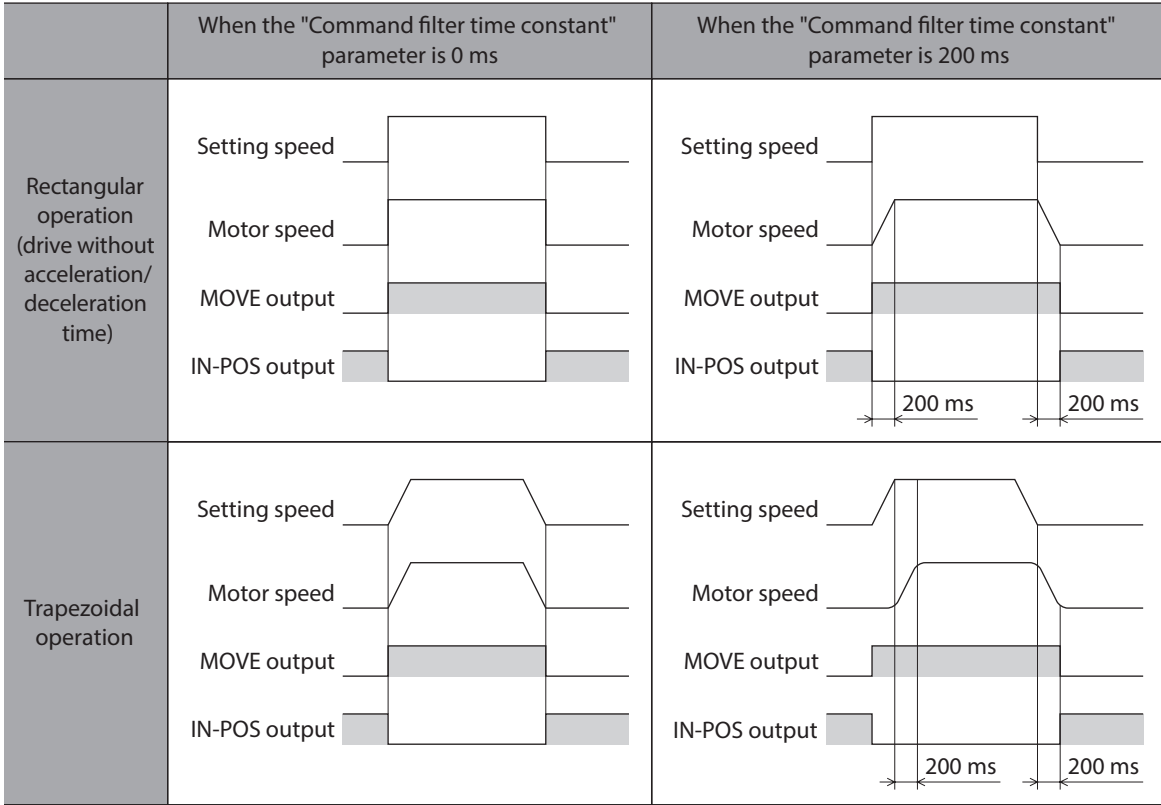 When the "Command filter time constant"
parameter is 0 ms
When the "Command filter time constant"
parameter is 200 ms
Rectangular
operation
(drive without
acceleration/
deceleration
time)
Setting speed
Motor speed
MOVE output
IN-POS output
Setting speed
Motor speed
MOVE output
IN-POS output
200 ms
200 ms
Trapezoidal
operation
Setting speed
Motor speed
MOVE output
IN-POS output
Setting speed
Motor speed
MOVE output
IN-POS output
200 ms
200 ms